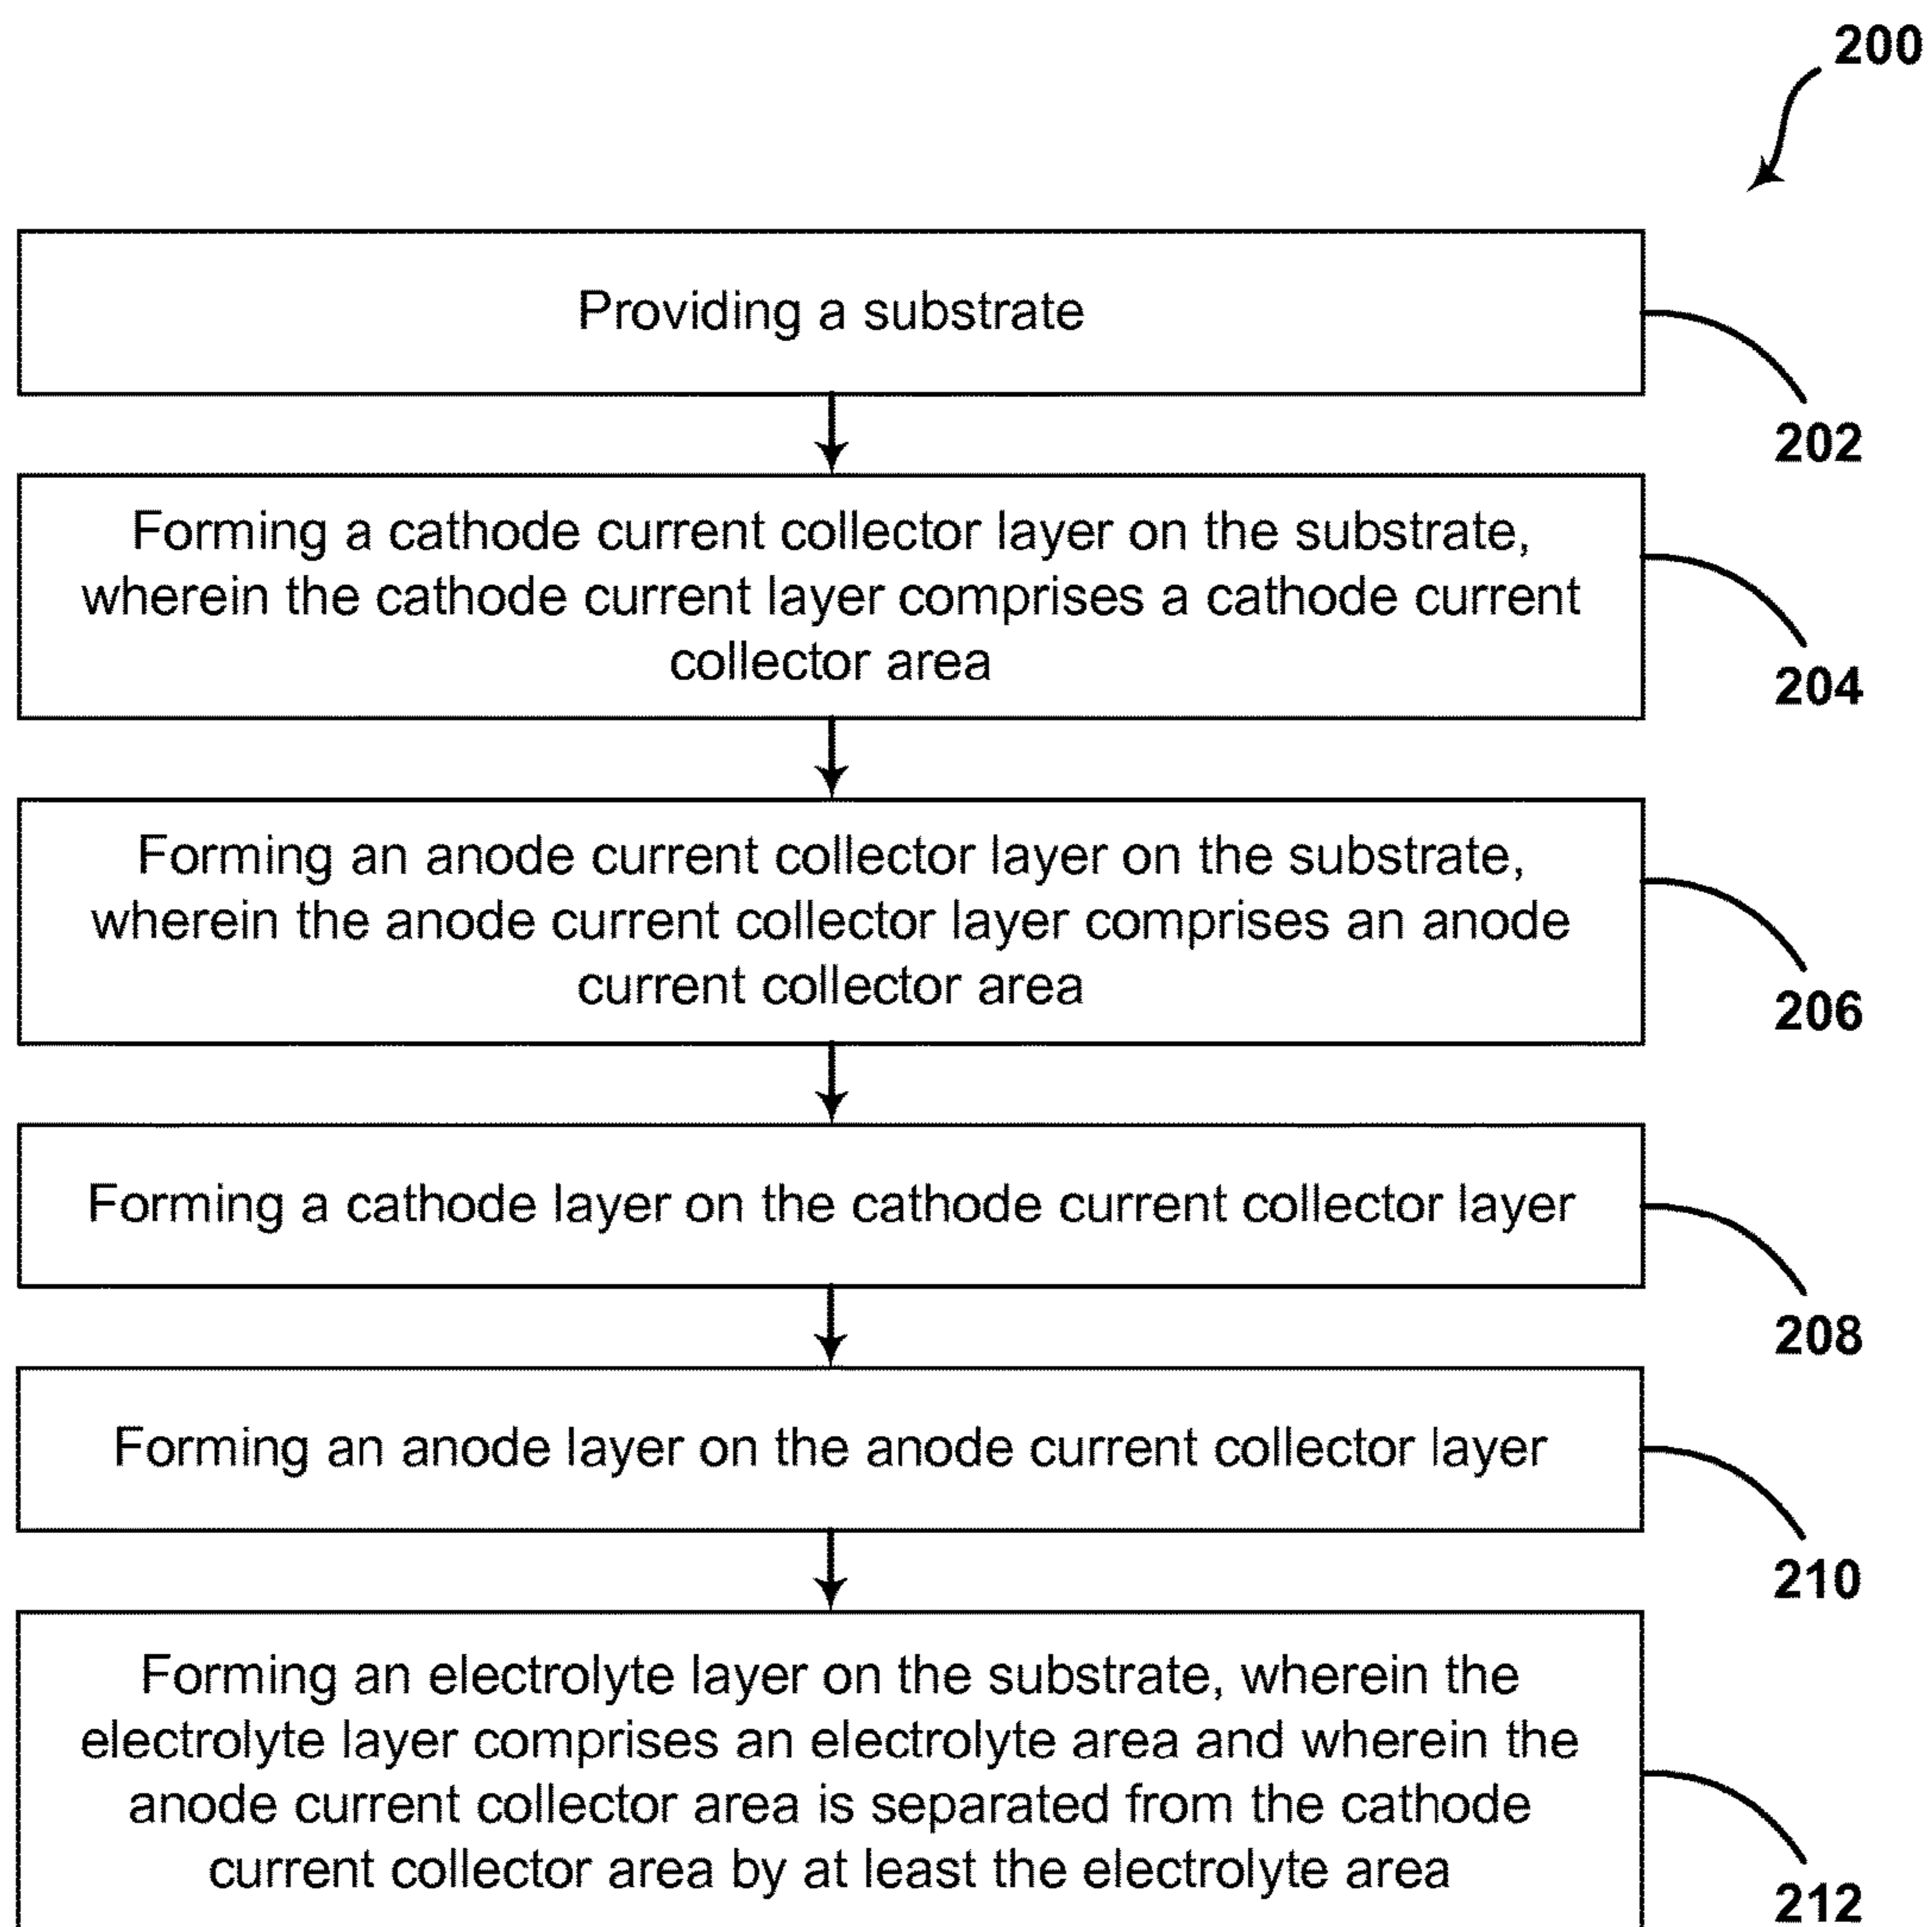 200
Providing a substrate
202
Forming a cathode current collector layer on the substrate,
wherein the cathode current layer comprises a cathode current
collector area
204
Forming an anode current collector layer on the substrate,
wherein the anode current collector layer comprises an anode
current collector area
206
Forming a cathode layer on the cathode current collector layer
208
Forming an anode layer on the anode current collector layer
210
Forming an electrolyte layer on the substrate, wherein the
electrolyte layer comprises an electrolyte area and wherein the
anode current collector area is separated from the cathode
current collector area by at least the electrolyte area
212